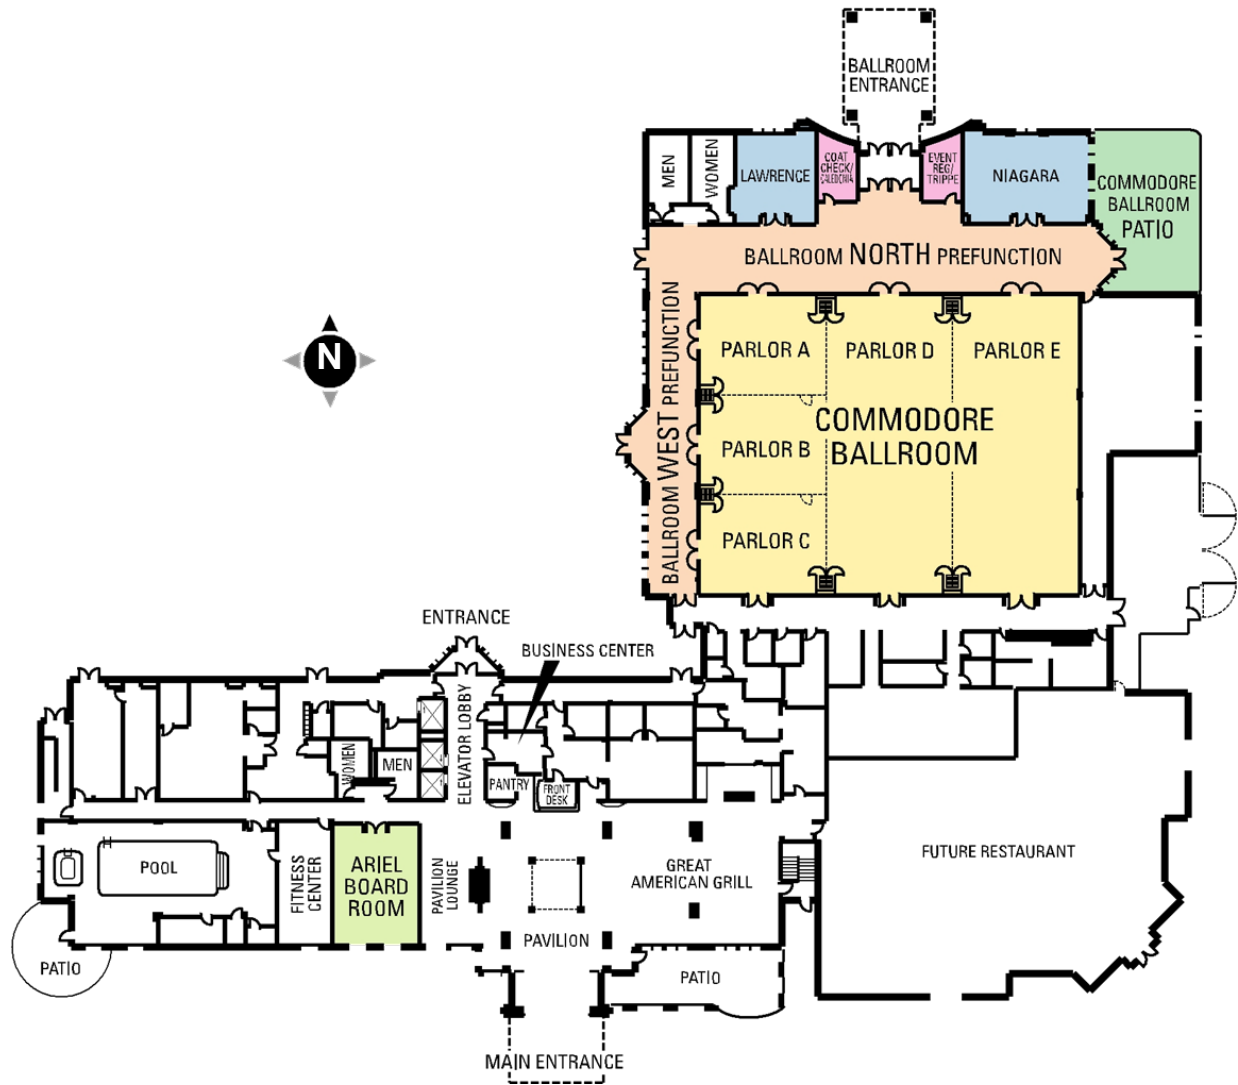 BALLROOM
ENTRANCE
MEN
WOMEN
LAWRENCE
COAT
CHECK/
CALEDONIA
EVENT
REG/
TRIPPE
NIAGARA
COMMODORE
BALLROOM
PATIO
BALLROOM NORTH PREFUNCTION
BALLROOM WEST PREFUNCTION
N
PARLOR A
PARLOR D
PARLOR E
COMMODORE
BALLROOM
PARLOR B
PARLOR C
ENTRANCE
BUSINESS CENTER
ELEVATOR LOBBY
WOMEN
MEN
PANTRY
FRONT
DESK
POOL
FITNESS
CENTER
ARIEL
BOARD
ROOM
PAVILION
LOUNGE
GREAT
AMERICAN GRILL
FUTURE RESTAURANT
PAVILION
PATIO
PATIO
MAIN ENTRANCE